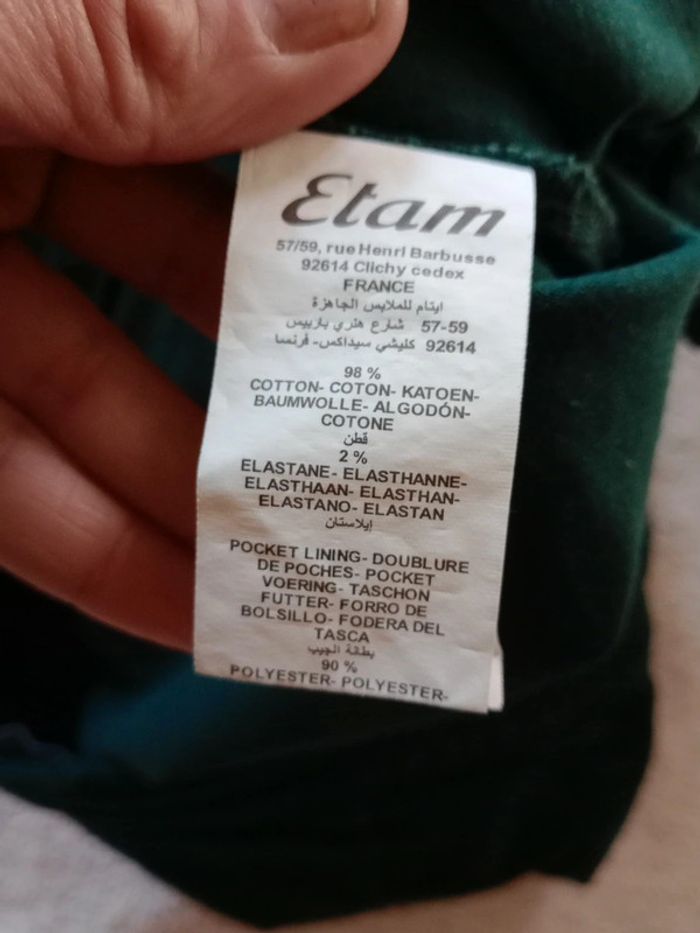 Etam
57/59, rue Henri Barbusse
92614 Clichy cedex
FRANCE
ايتام للملابس الجاهزة
57-59 شارع هنري باربيس
92614 كليشي سيداكس- فرنسا
98 %
COTTON- COTON- KATOEN-
BAUMWOLLE- ALGODÓN-
COTONE
قطن
2 %
ELASTANE- ELASTHANNE-
ELASTHAAN- ELASTHAN-
ELASTANO- ELASTAN
إيلاستان
POCKET LINING- DOUBLURE
DE POCHES- POCKET
VOERING- TASCHON
FUTTER- FORRO DE
BOLSILLO- FODERA DEL
TASCA
بطانة الجيب
90 %
POLYESTER- POLYESTER-